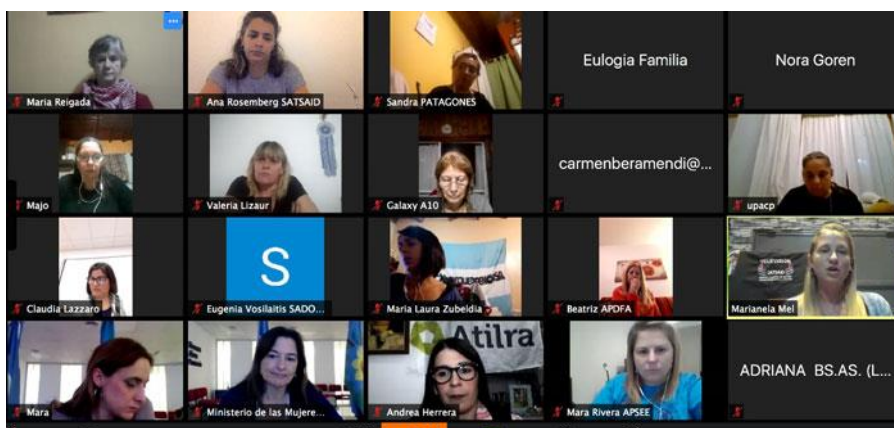 Maria Reigada
Ana Rosemberg SATSAID
Sandra PATAGONES
Eulogia Familia
Nora Goren
Majo
Valeria Lizaur
Galaxy A10
carmenberamendi@...
upacp
Claudia Lazzaro
S
Eugenia Vosilaitis SADO...
María Laura Zubeldia
Beatriz APDFA
Marianela Mel
Mara
Ministerio de las Mujere...
Atilra
Andrea Herrera
Mara Rivera APSEE
ADRIANA BS.AS. (L...